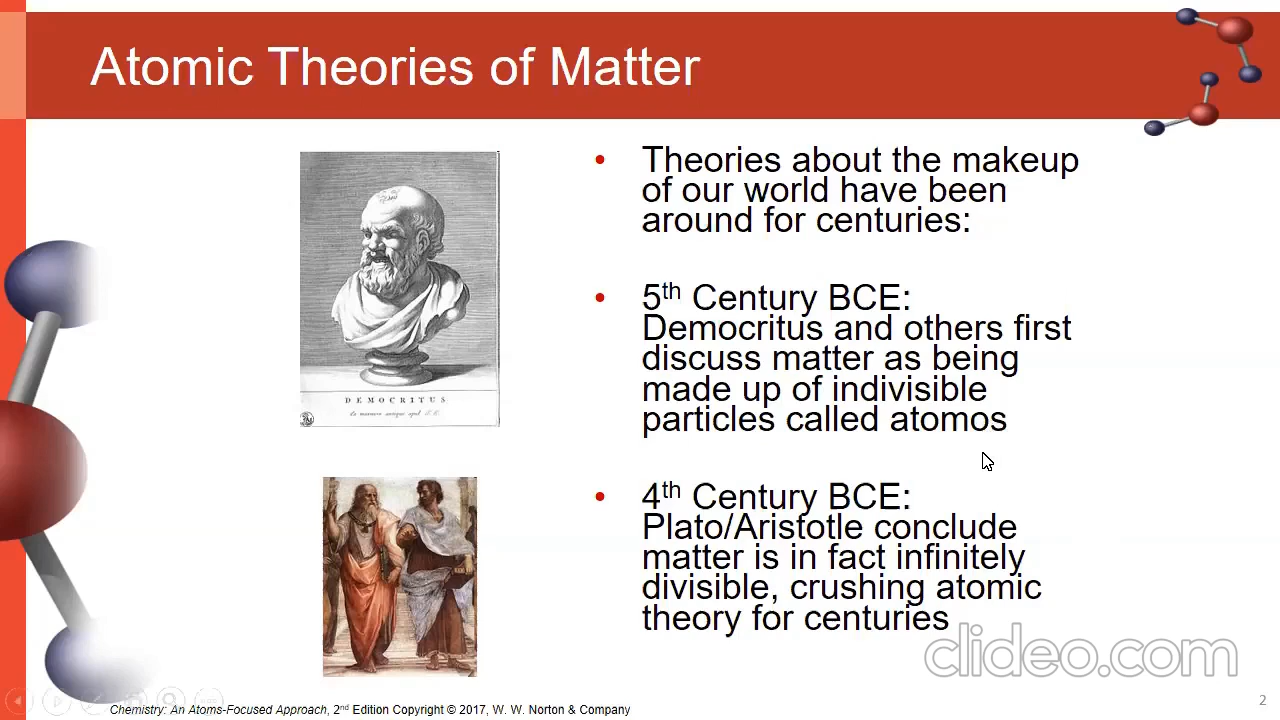 Atomic Theories of Matter
• Theories about the makeup
of our world have been
around for centuries:
• 5th Century BCE:
Democritus and others first
discuss matter as being
made up of indivisible
particles called atomos
DEMOCRITUS
• 4th Century BCE:
Plato/Aristotle conclude
matter is in fact infinitely
divisible, crushing atomic
theory for centuries
clideo.com
Chemistry: An Atoms-Focused Approach, 2nd Edition Copyright © 2017, W. W. Norton & Company
2